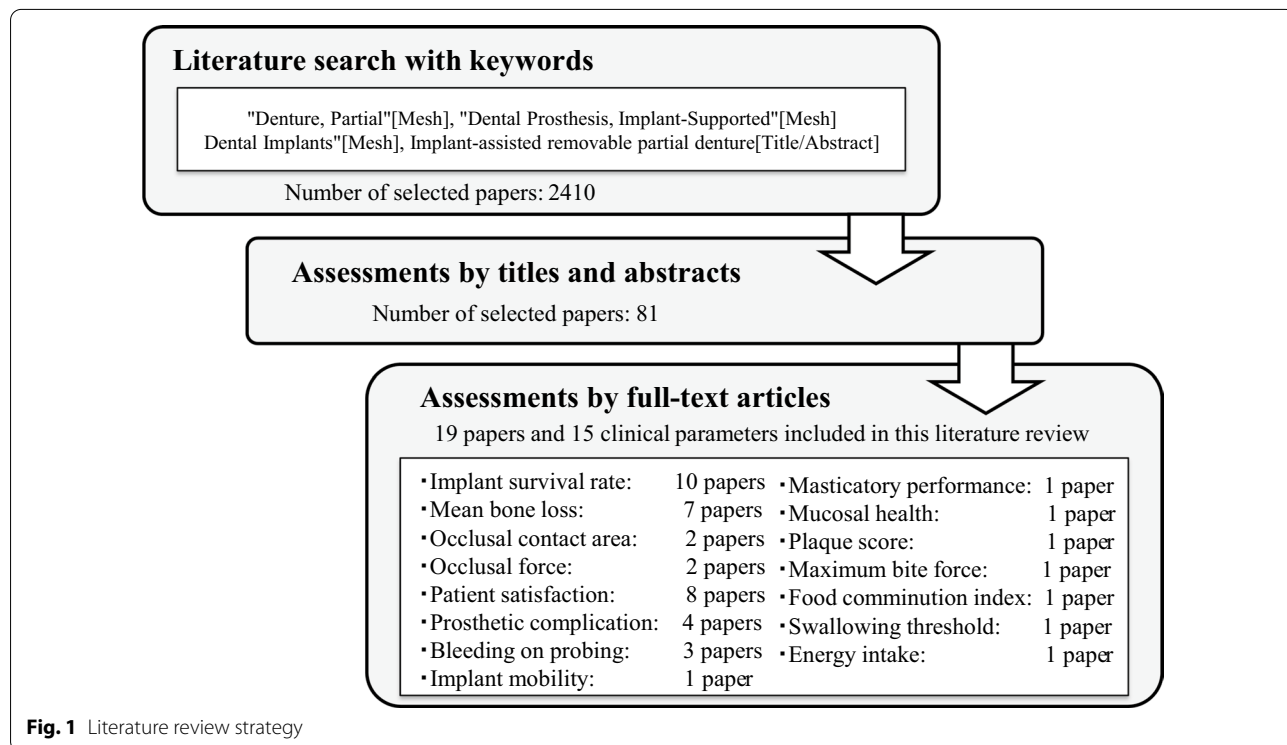 Literature search with keywords
"Denture, Partial"[Mesh], "Dental Prosthesis, Implant-Supported"[Mesh]
Dental Implants"[Mesh], Implant-assisted removable partial denture[Title/Abstract]
Number of selected papers: 2410
Assessments by titles and abstracts
Number of selected papers: 81
Assessments by full-text articles
19 papers and 15 clinical parameters included in this literature review
・Implant survival rate: 10 papers
・Mean bone loss: 7 papers
・Occlusal contact area: 2 papers
・Occlusal force: 2 papers
・Patient satisfaction: 8 papers
・Prosthetic complication: 4 papers
・Bleeding on probing: 3 papers
・Implant mobility: 1 paper
・Masticatory performance: 1 paper
・Mucosal health: 1 paper
・Plaque score: 1 paper
・Maximum bite force: 1 paper
・Food comminution index: 1 paper
・Swallowing threshold: 1 paper
・Energy intake: 1 paper
Fig. 1 Literature review strategy